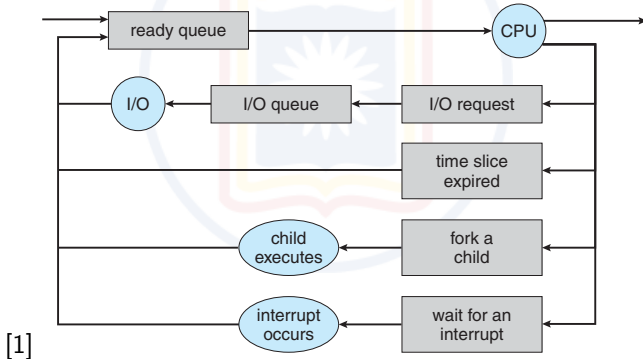 ready queue
CPU
I/O
I/O queue
I/O request
time slice
expired
child
executes
fork a
child
interrupt
occurs
wait for an
interrupt
[1]